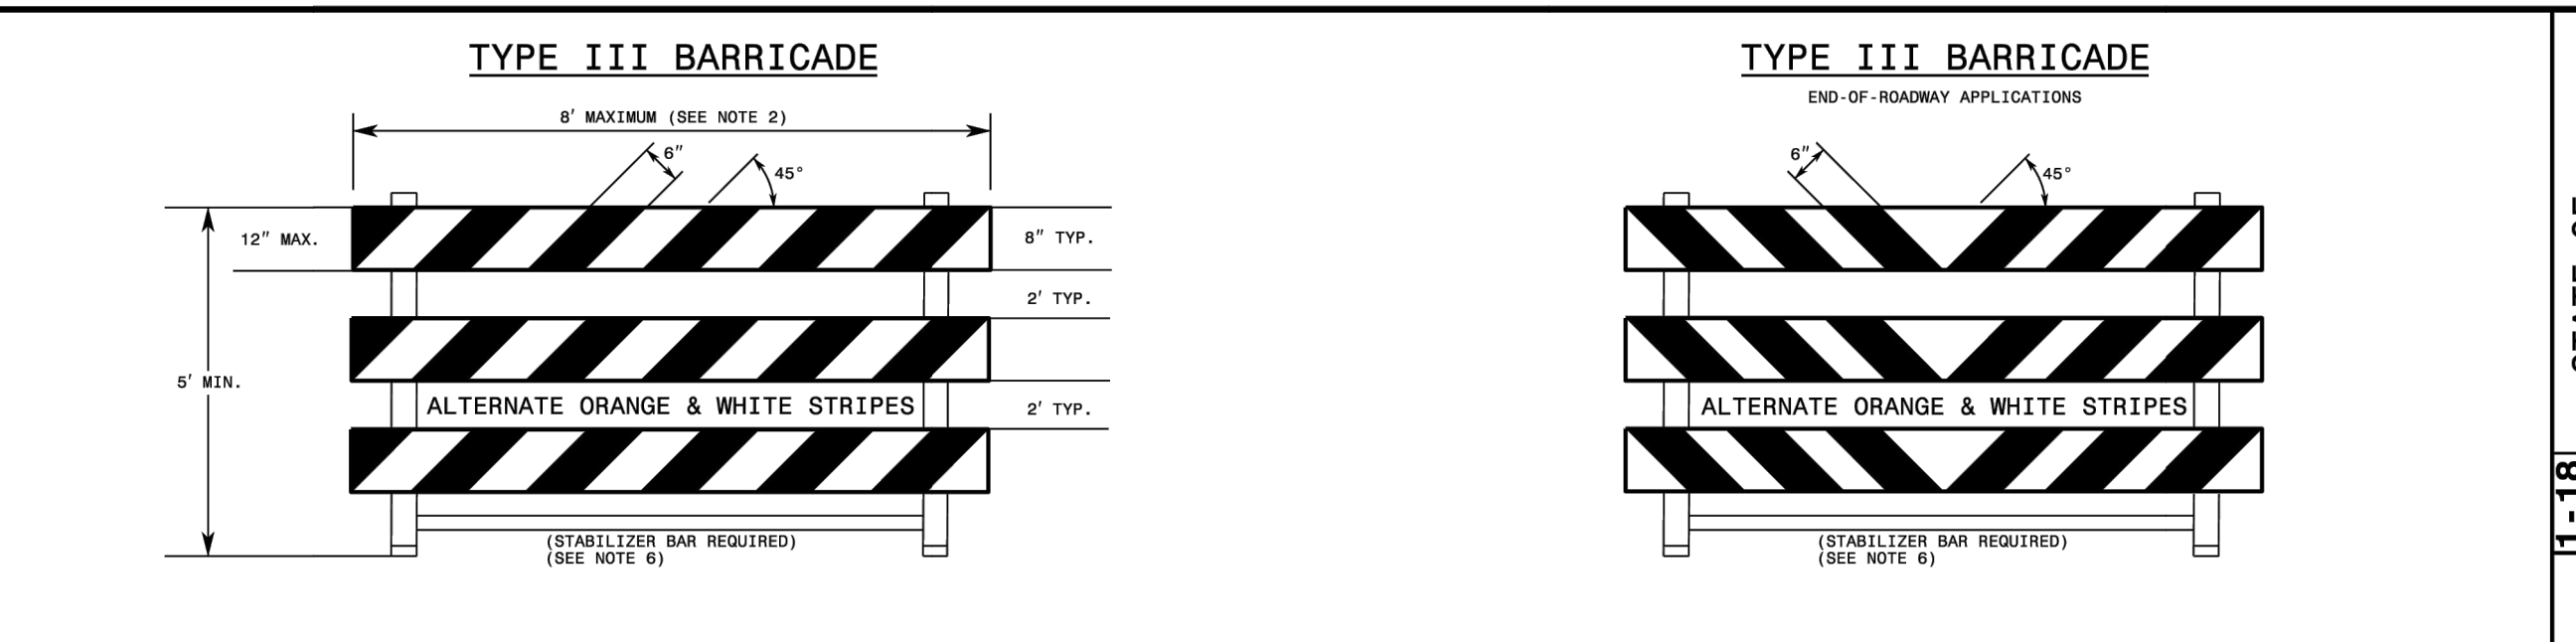 TYPE III BARRICADE
8' MAXIMUM (SEE NOTE 2)
6"
45°
12" MAX.
8" TYP.
2' TYP.
5' MIN.
ALTERNATE ORANGE & WHITE STRIPES
2' TYP.
(STABILIZER BAR REQUIRED)
(SEE NOTE 6)
TYPE III BARRICADE
END-OF-ROADWAY APPLICATIONS
6"
45°
ALTERNATE ORANGE & WHITE STRIPES
(STABILIZER BAR REQUIRED)
(SEE NOTE 6)
1-18